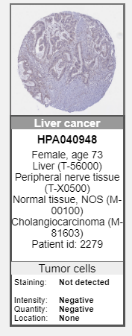 Liver cancer
HPA040948
Female, age 73
Liver (T-56000)
Peripheral nerve tissue
(T-X0500)
Normal tissue, NOS (M-
00100)
Cholangiocarcinoma (M-
81603)
Patient id: 2279
Tumor cells
Staining: Not detected
Intensity: Negative
Quantity: Negative
Location: None